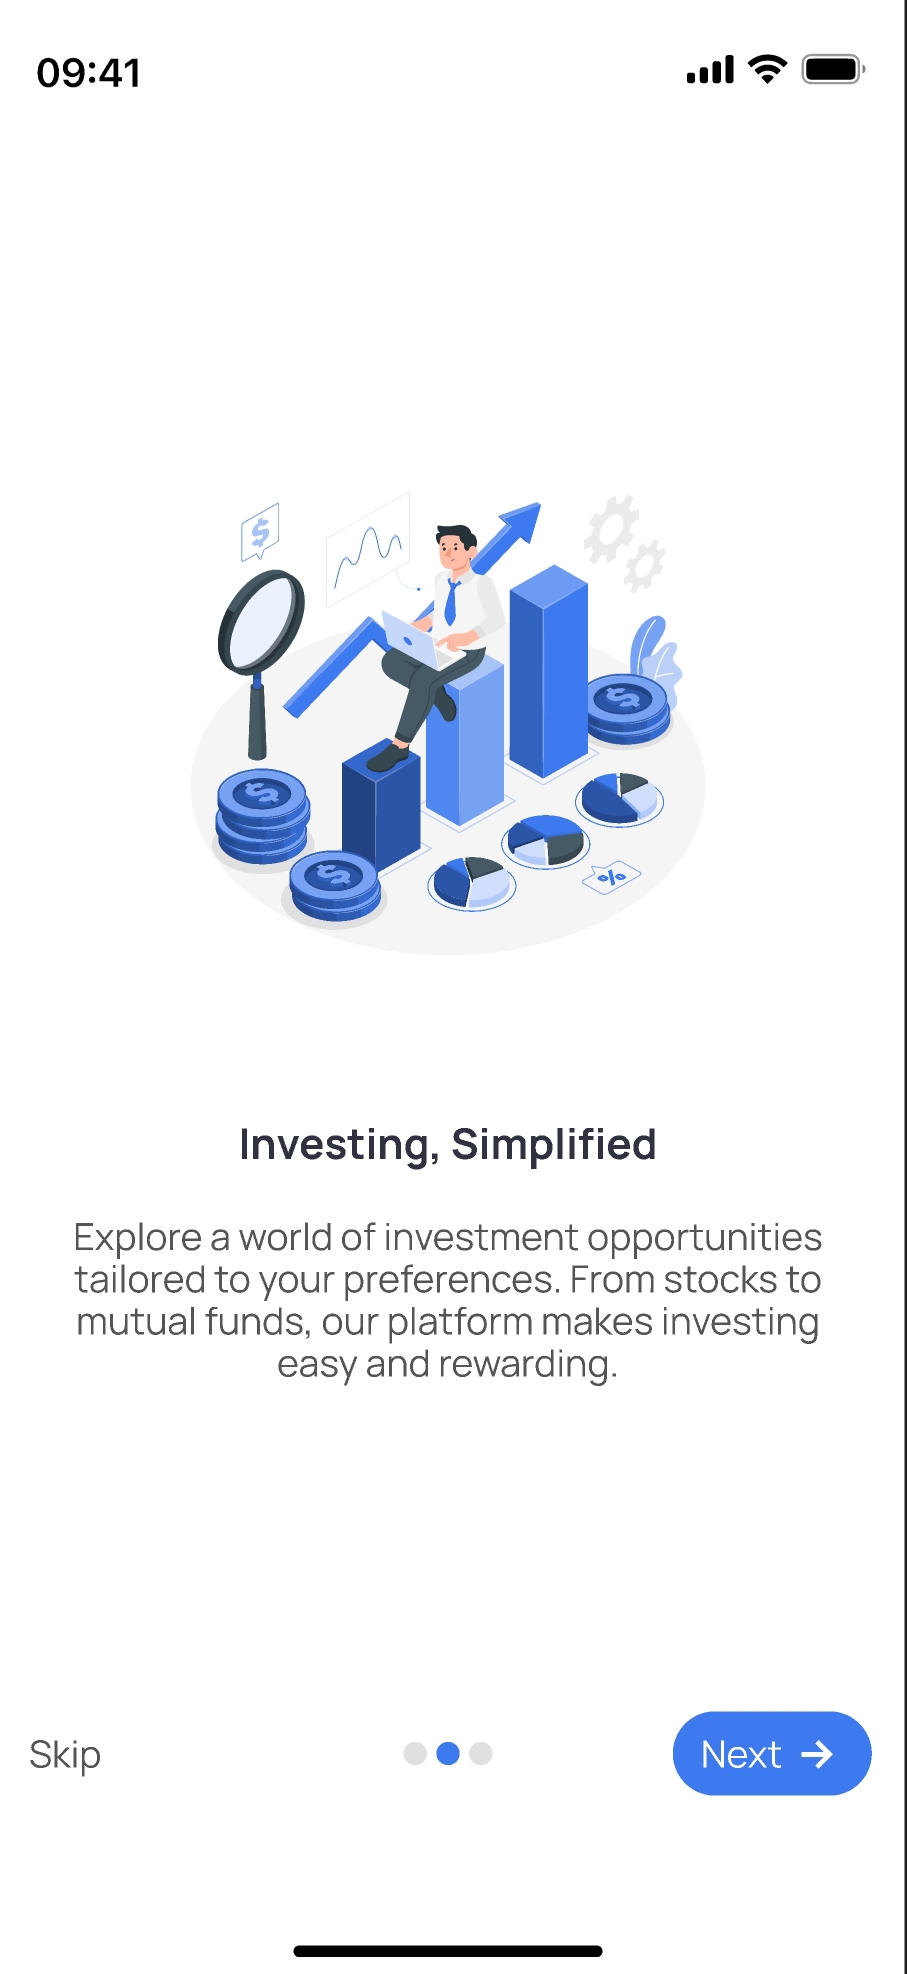 09:41
$
$
$
$
%
Investing, Simplified
Explore a world of investment opportunities
tailored to your preferences. From stocks to
mutual funds, our platform makes investing
easy and rewarding.
Skip
Next →